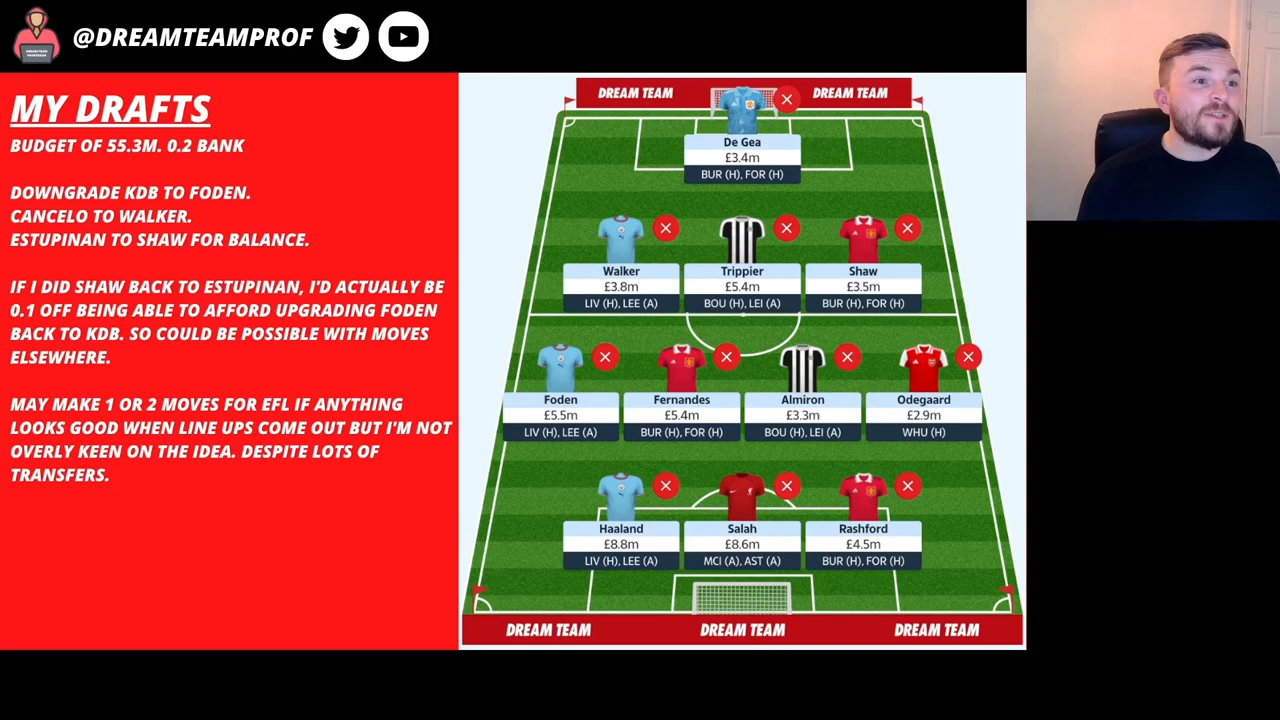 @DREAMTEAMPROF
MY DRAFTS
BUDGET OF 55.3M. 0.2 BANK
DOWNGRADE KDB TO FODEN.
CANCELO TO WALKER.
ESTUPINAN TO SHAW FOR BALANCE.
IF I DID SHAW BACK TO ESTUPINAN, I'D ACTUALLY BE
0.1 OFF BEING ABLE TO AFFORD UPGRADING FODEN
BACK TO KDB. SO COULD BE POSSIBLE WITH MOVES
ELSEWHERE.
MAY MAKE 1 OR 2 MOVES FOR EFL IF ANYTHING
LOOKS GOOD WHEN LINE UPS COME OUT BUT I'M NOT
OVERLY KEEN ON THE IDEA. DESPITE LOTS OF
TRANSFERS.
DREAM TEAM DREAM TEAM
De Gea
£3.4m
BUR (H), FOR (H)
Walker Trippier Shaw
£3.8m £5.4m £3.5m
LIV (H), LEE (A) BOU (H), LEI (A) BUR (H), FOR (H)
Foden Fernandes Almiron Odegaard
£5.5m £5.4m £3.3m £2.9m
LIV (H), LEE (A) BUR (H), FOR (H) BOU (H), LEI (A) WHU (H)
Haaland Salah Rashford
£8.8m £8.6m £4.5m
LIV (H), LEE (A) MCI (A), AST (A) BUR (H), FOR (H)
DREAM TEAM DREAM TEAM DREAM TEAM